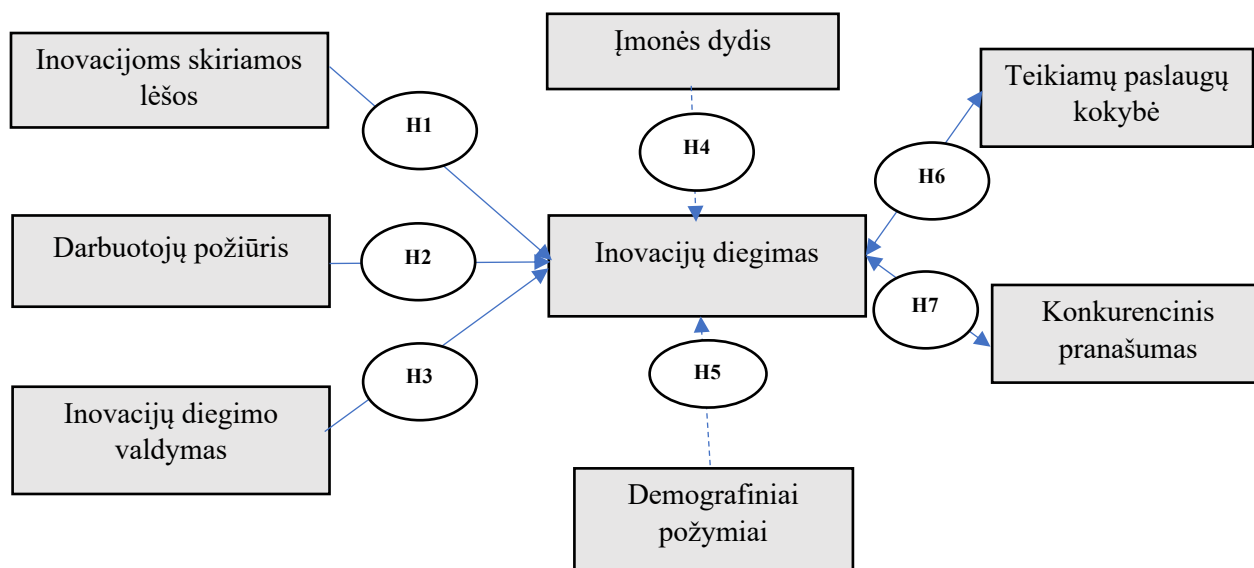 Inovacijoms skiriamos
lėšos
H1
Darbuotojų požiūris
H2
Inovacijų diegimo
valdymas
H3
Įmonės dydis
H4
Inovacijų diegimas
H5
Demografiniai
požymiai
Teikiamų paslaugų
kokybė
H6
H7
Konkurencinis
pranašumas